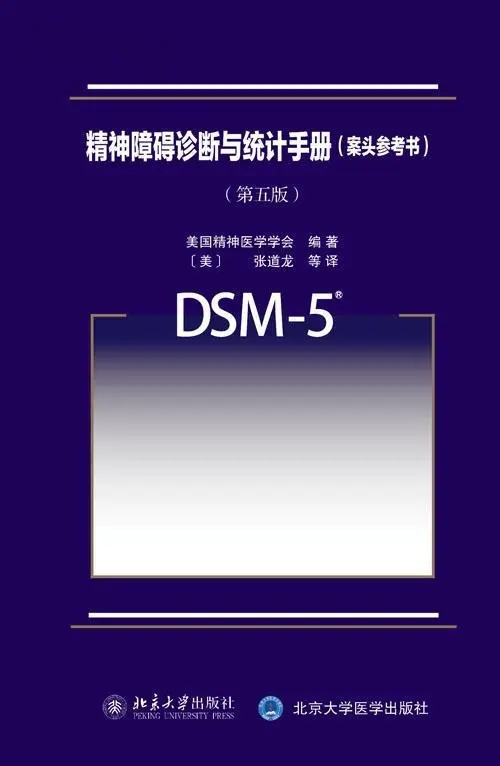 精神障碍诊断与统计手册（案头参考书）
（第五版）
美国精神医学学会 编著
〔美〕 张道龙 等译
DSM-5®
北京大学出版社
PEKING UNIVERSITY PRESS
北京大学医学出版社